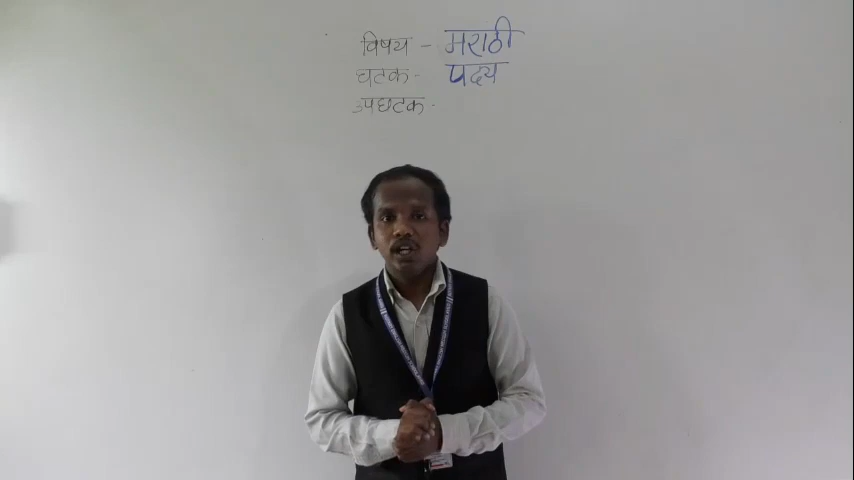 विषय - मराठी
घटक - पद्य
उपघटक -